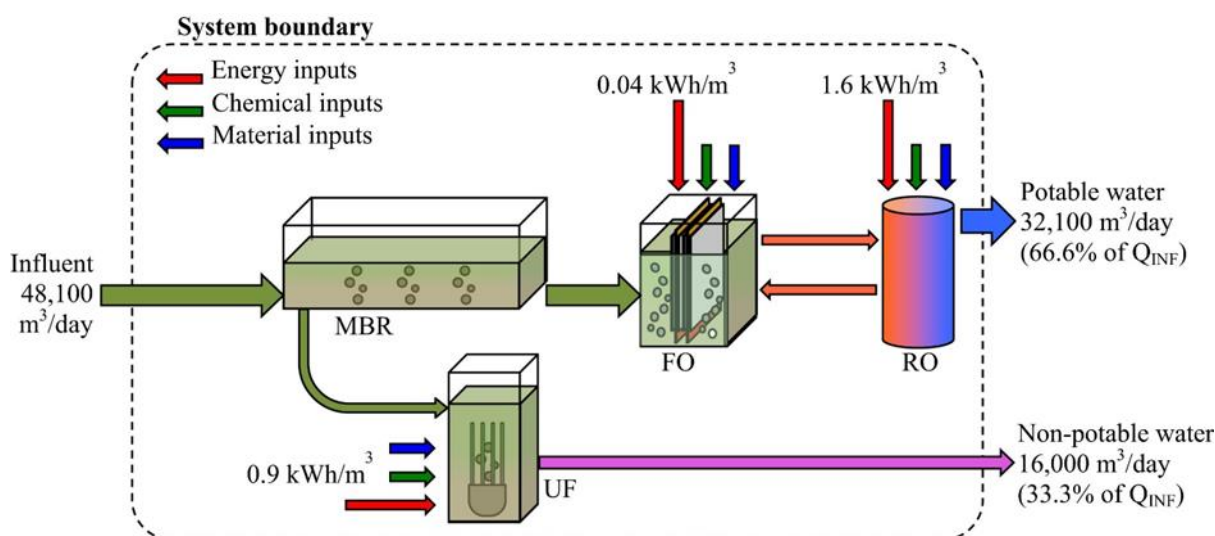 System boundary
Energy inputs
Chemical inputs
Material inputs
0.04 kWh/m³
1.6 kWh/m³
Influent
48,100
m³/day
MBR
FO
RO
Potable water
32,100 m³/day
(66.6% of Q_INF)
0.9 kWh/m³
UF
Non-potable water
16,000 m³/day
(33.3% of Q_INF)